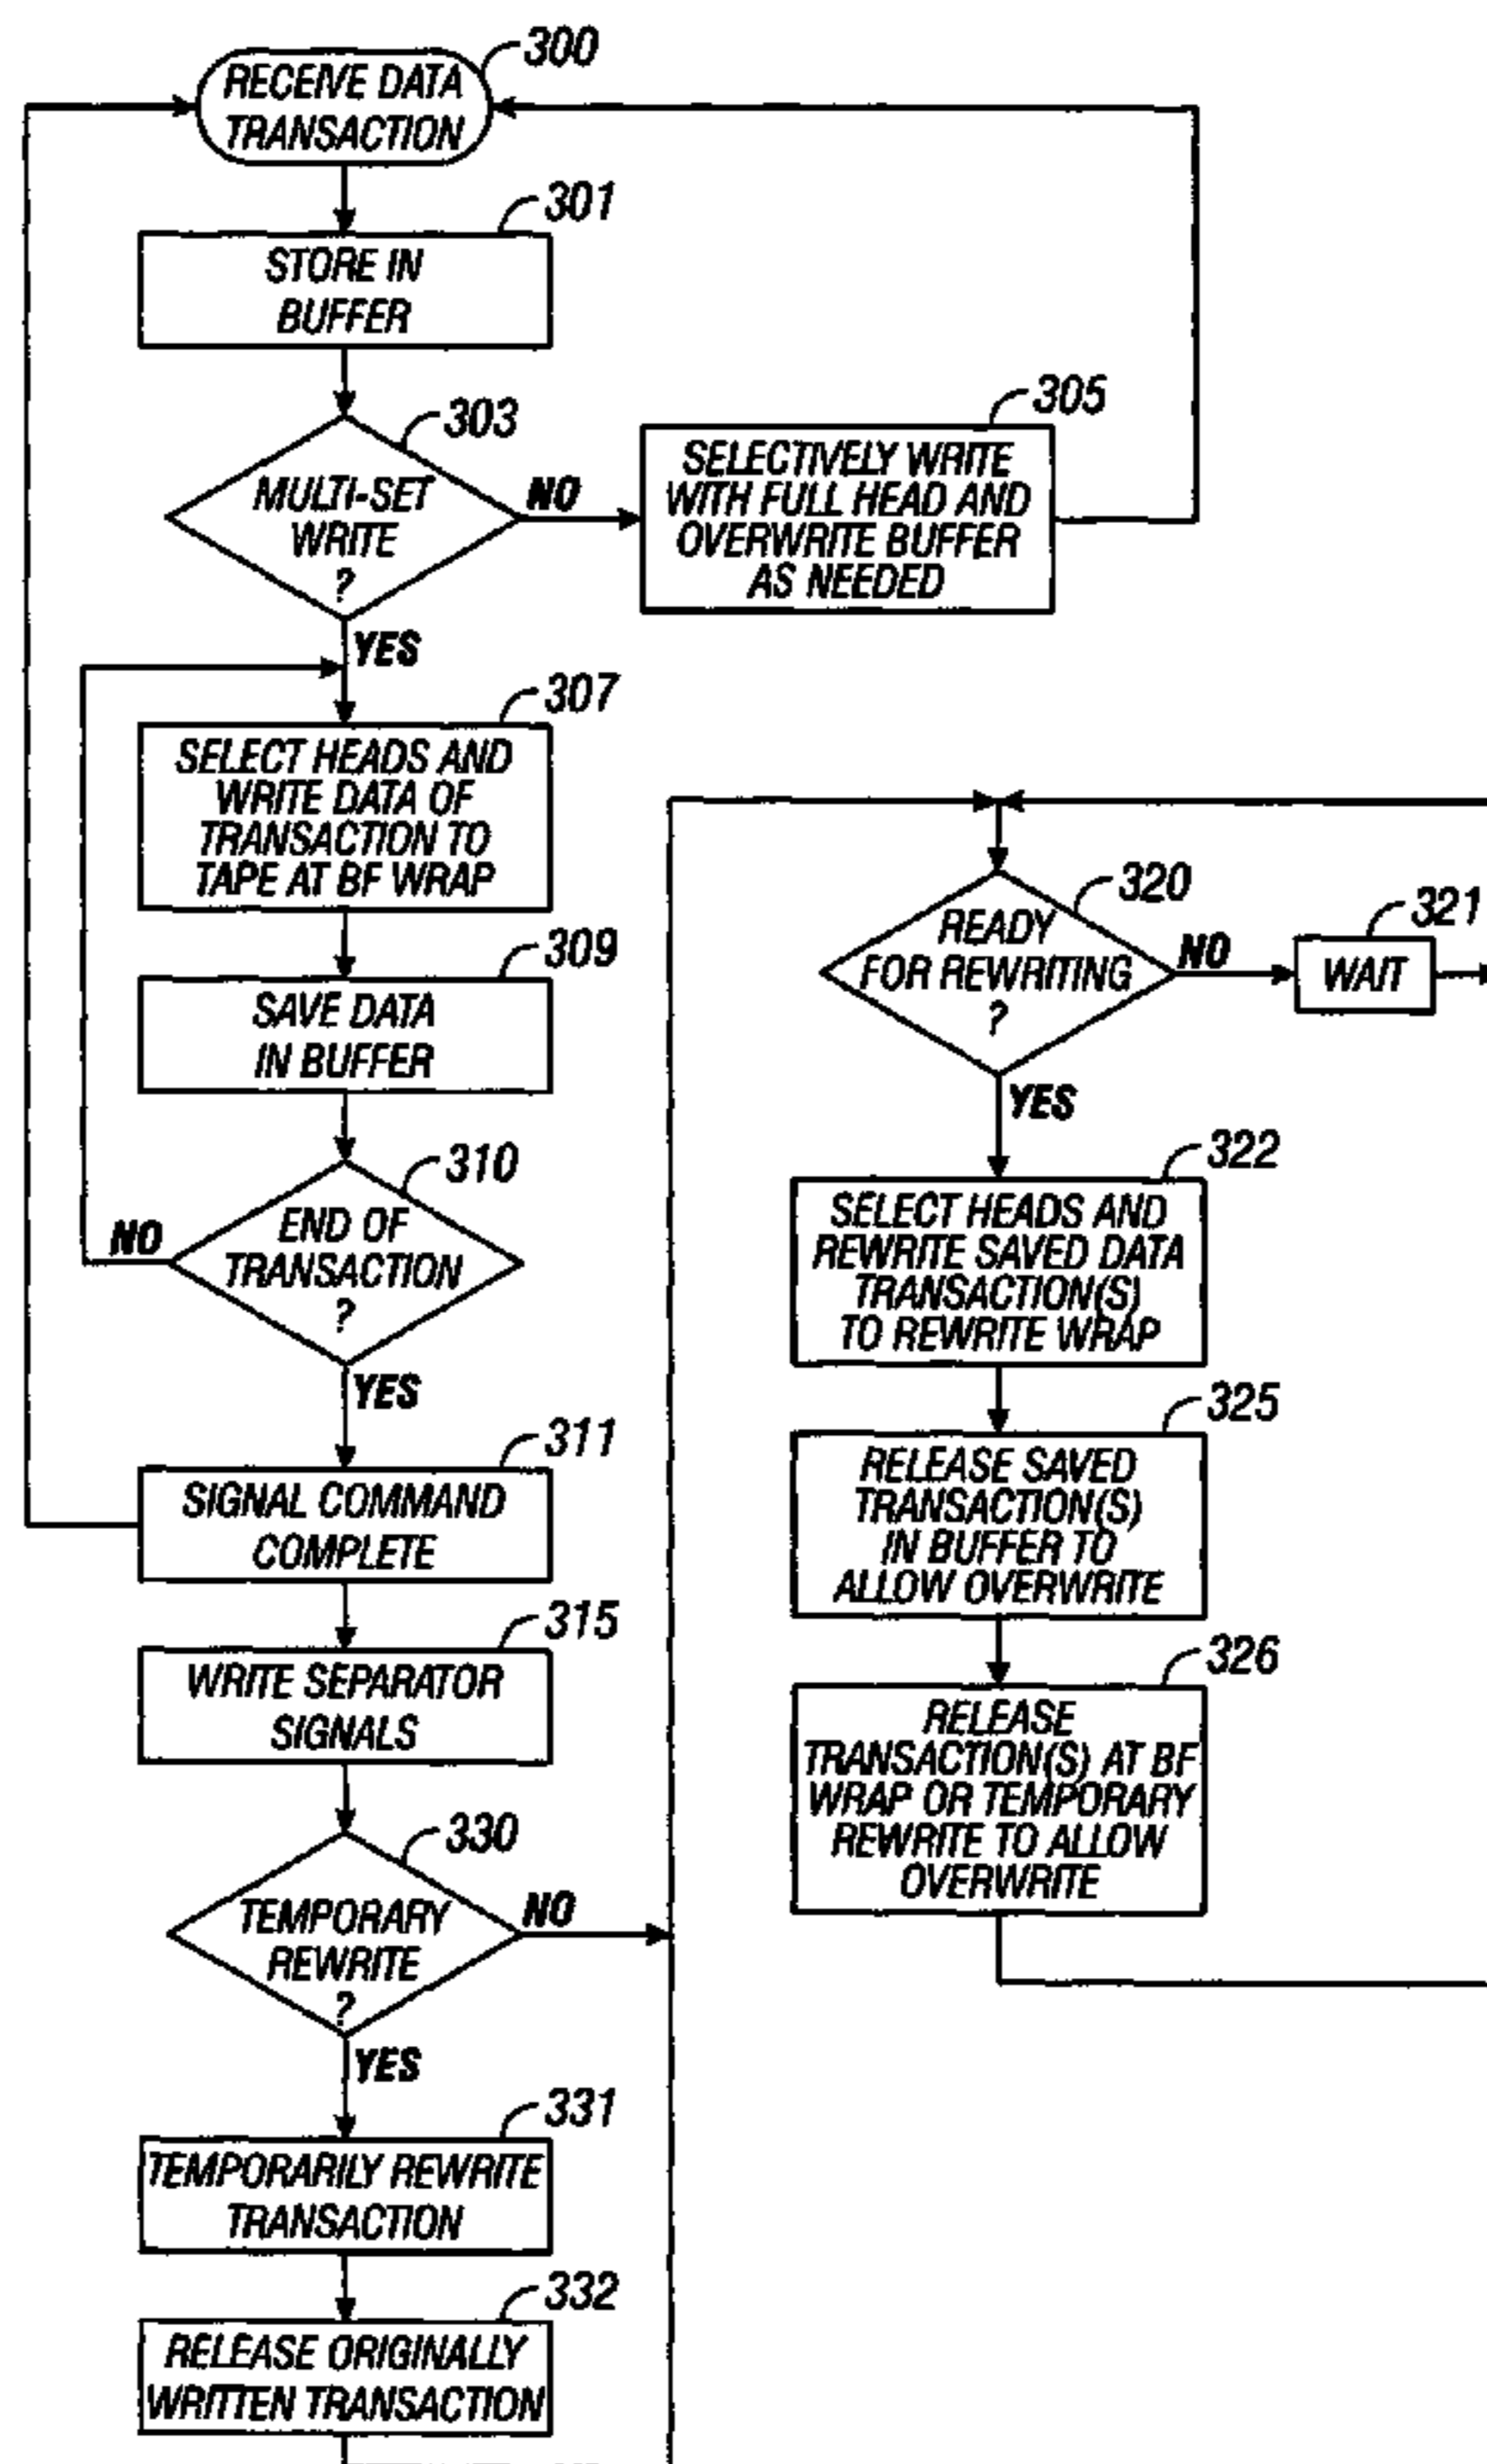 300
RECEIVE DATA
TRANSACTION
301
STORE IN
BUFFER
303
MULTI-SET
WRITE
?
NO
YES
305
SELECTIVELY WRITE
WITH FULL HEAD AND
OVERWRITE BUFFER
AS NEEDED
307
SELECT HEADS AND
WRITE DATA OF
TRANSACTION TO
TAPE AT BF WRAP
309
SAVE DATA
IN BUFFER
310
END OF
TRANSACTION
?
NO
YES
311
SIGNAL COMMAND
COMPLETE
315
WRITE SEPARATOR
SIGNALS
330
TEMPORARY
REWRITE
?
NO
YES
331
TEMPORARILY REWRITE
TRANSACTION
332
RELEASE ORIGINALLY
WRITTEN TRANSACTION
320
READY
FOR REWRITING
?
NO
YES
321
WAIT
322
SELECT HEADS AND
REWRITE SAVED DATA
TRANSACTION(S)
TO REWRITE WRAP
325
RELEASE SAVED
TRANSACTION(S)
IN BUFFER TO
ALLOW OVERWRITE
326
RELEASE
TRANSACTION(S) AT BF
WRAP OR TEMPORARY
REWRITE TO ALLOW
OVERWRITE